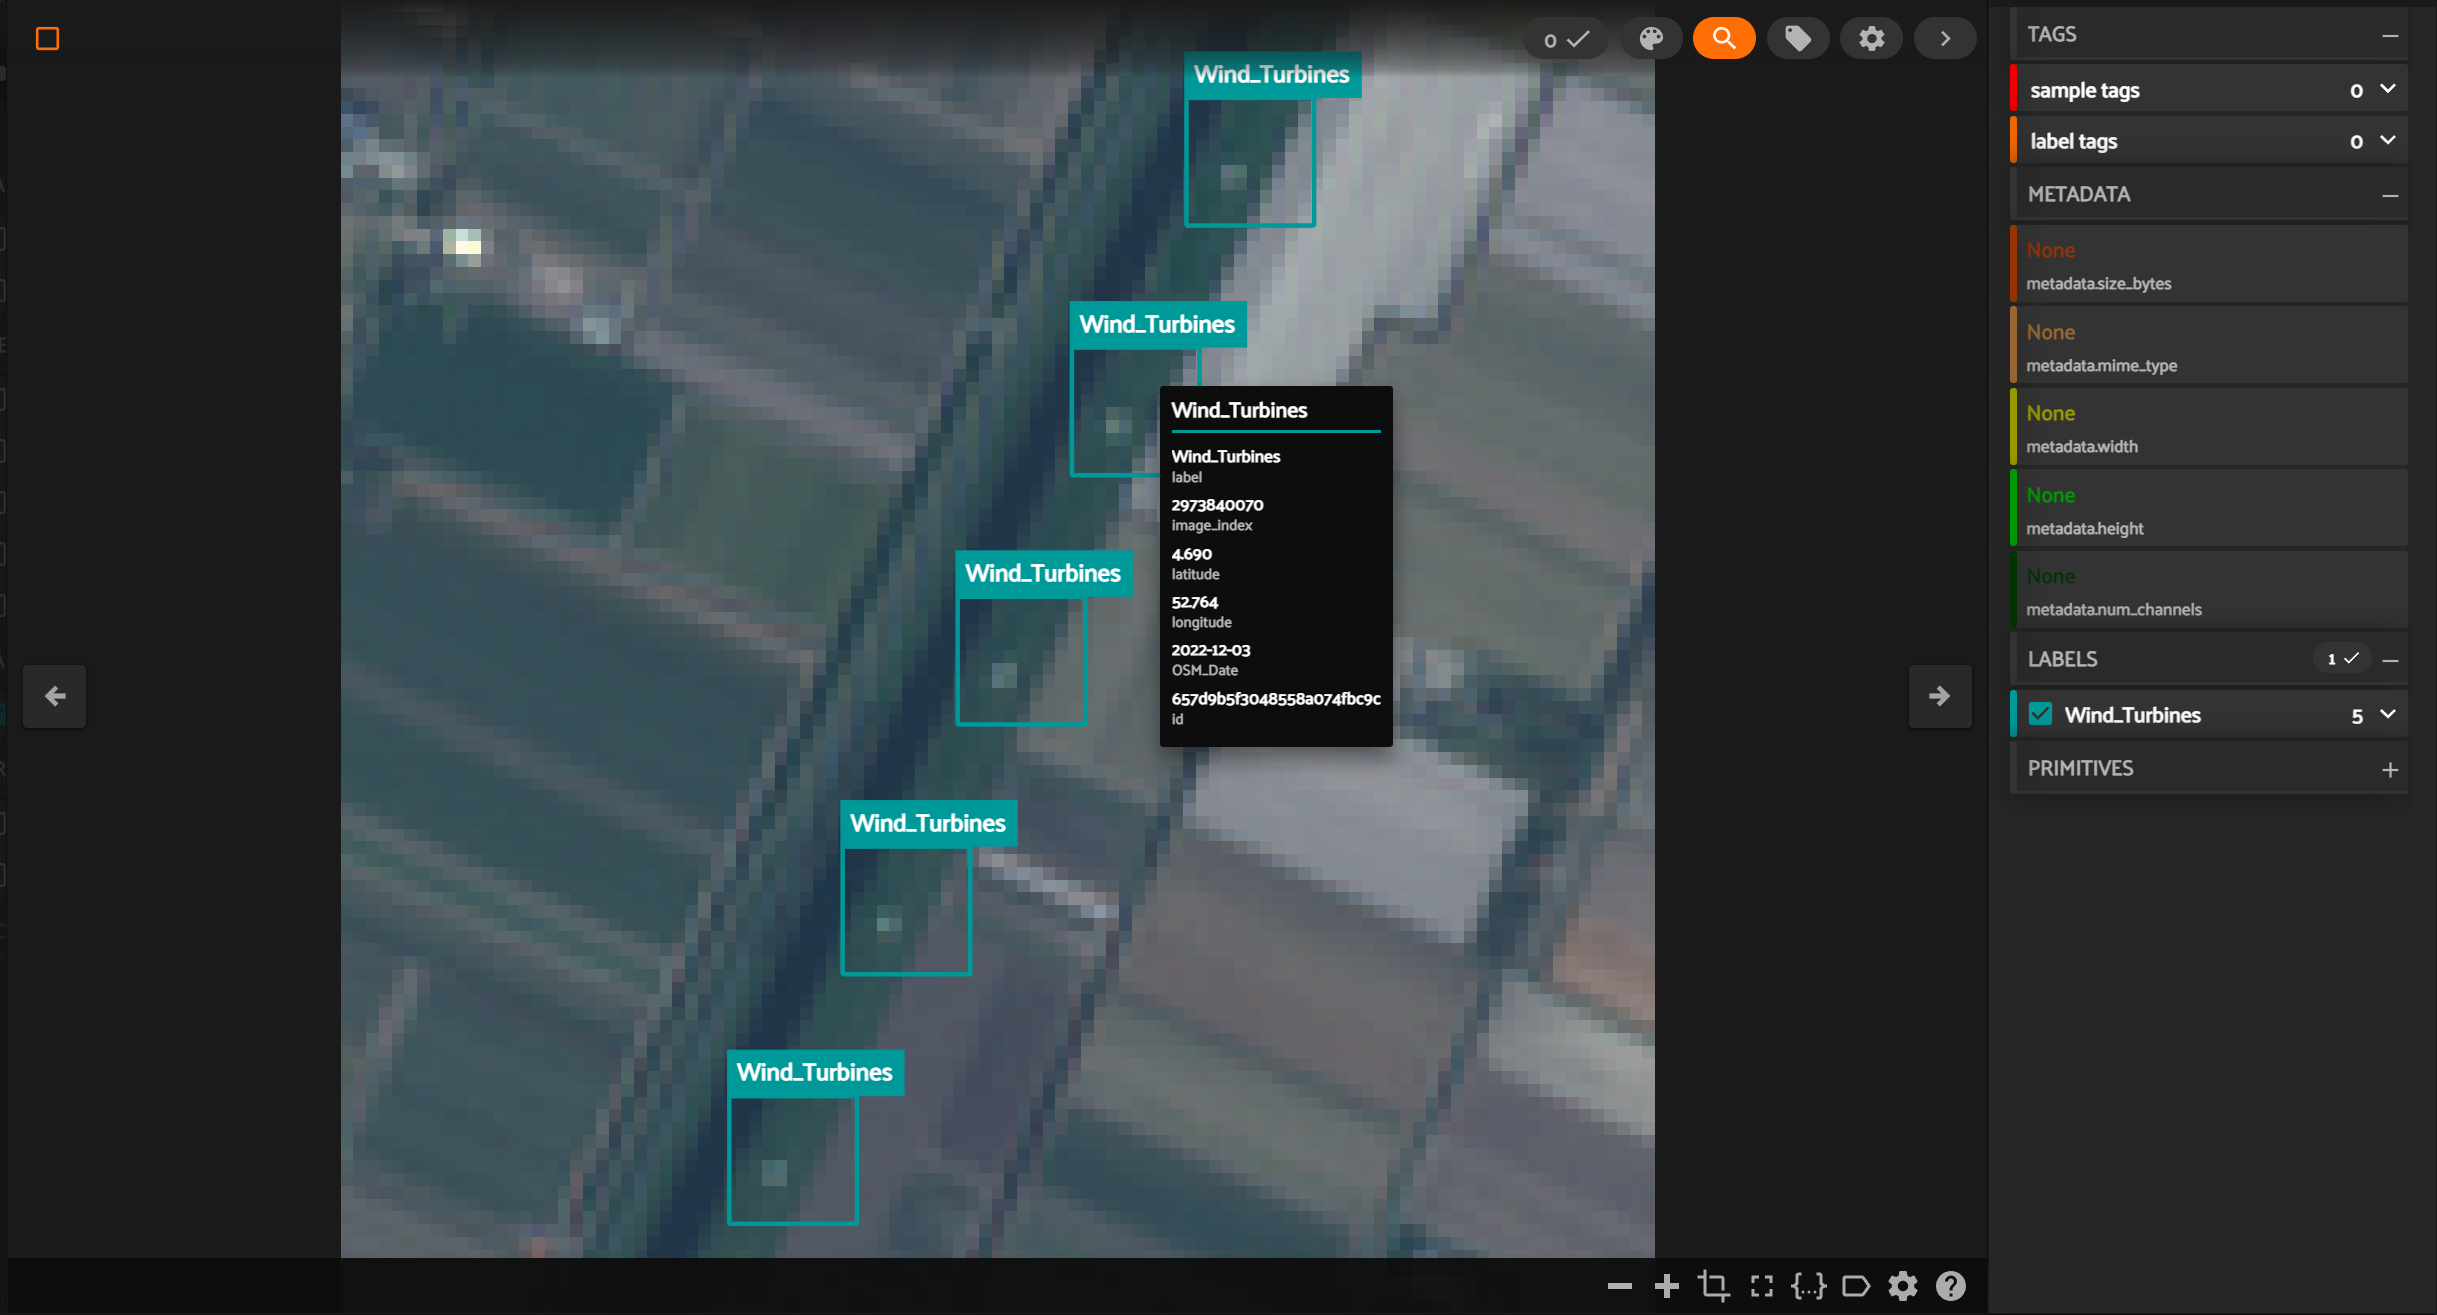 0
Wind_Turbines
Wind_Turbines
Wind_Turbines
Wind_Turbines
label
2973840070
image_index
4.690
latitude
52.764
longitude
2022-12-03
OSM_Date
657d9b5f3048558a074fbc9c
id
Wind_Turbines
Wind_Turbines
Wind_Turbines
TAGS
sample tags 0
label tags 0
METADATA
None
metadata.size_bytes
None
metadata.mime_type
None
metadata.width
None
metadata.height
None
metadata.num_channels
LABELS 1
Wind_Turbines 5
PRIMITIVES
{...}
?